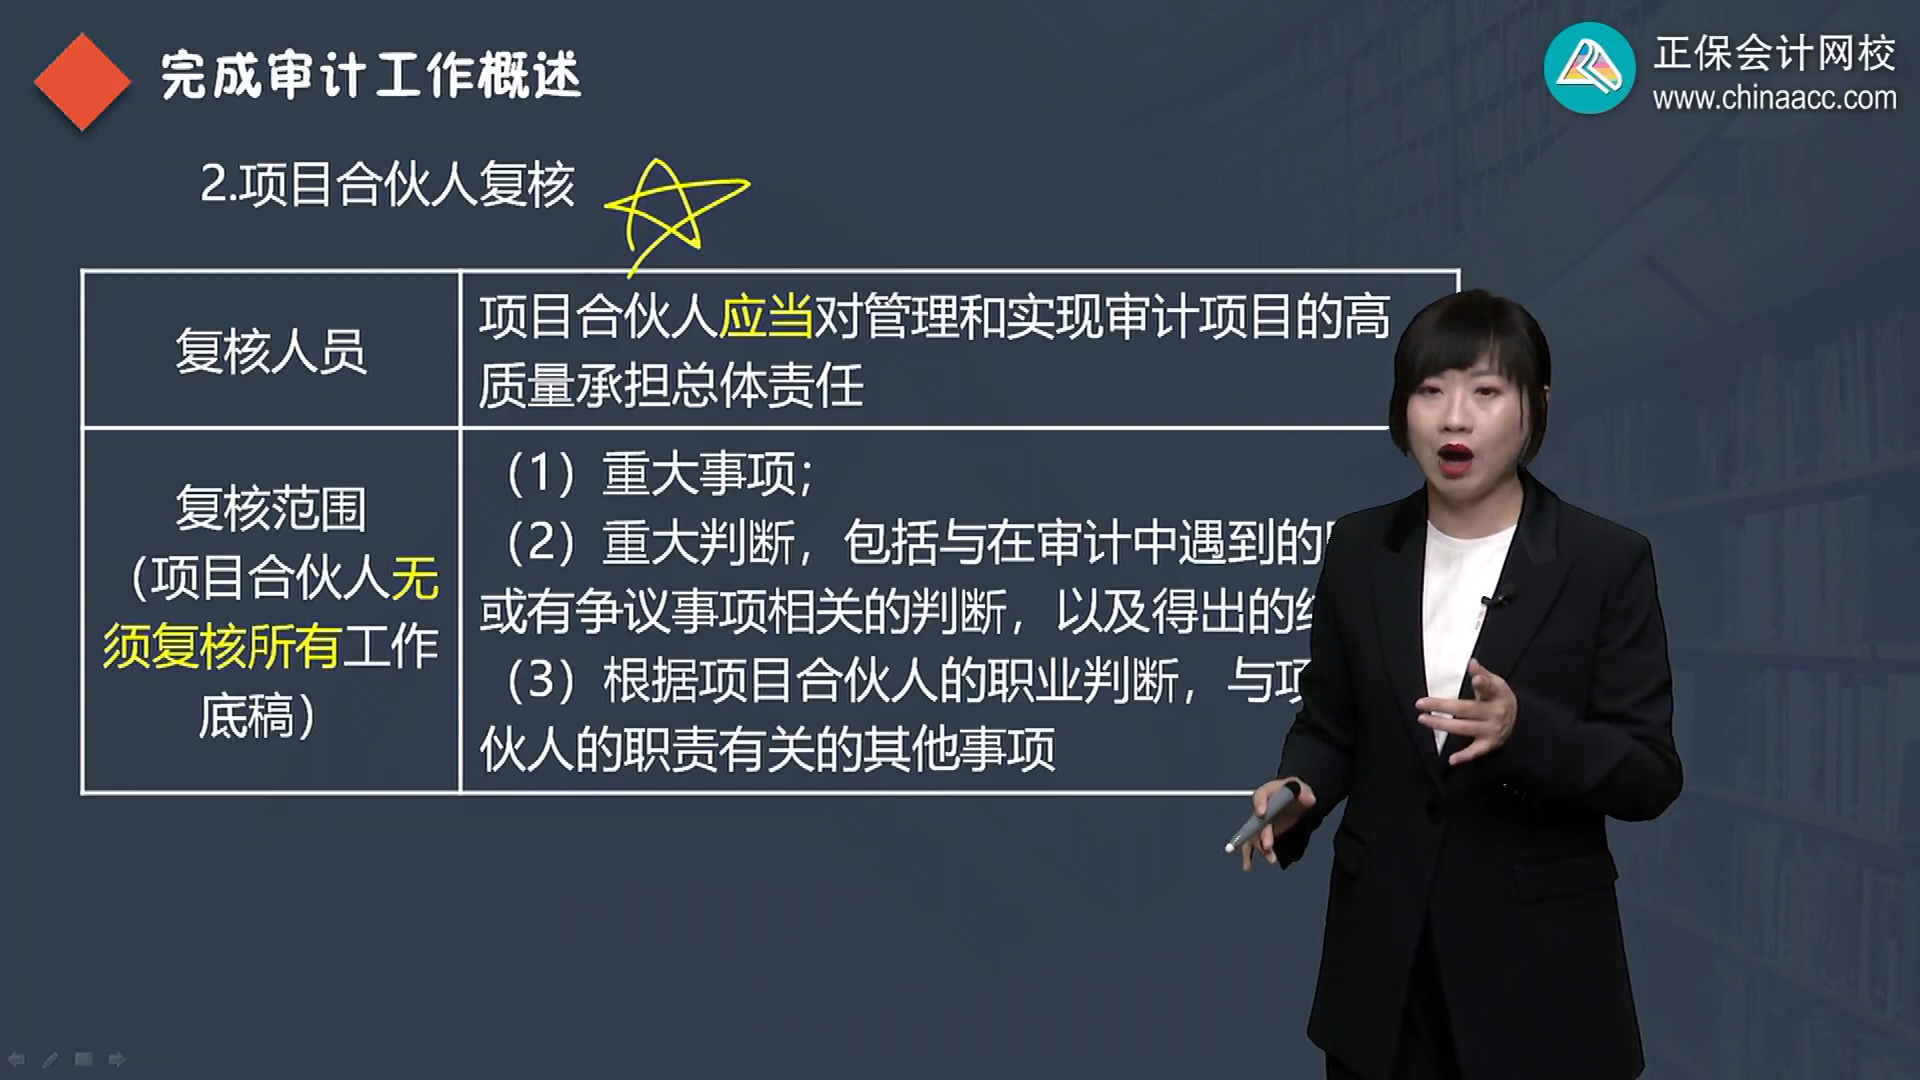 完成审计工作概述
正保会计网校
www.chinaacc.com
2.项目合伙人复核
复核人员
项目合伙人应当对管理和实现审计项目的高
质量承担总体责任
复核范围
（项目合伙人无
须复核所有工作
底稿）
（1）重大事项；
（2）重大判断，包括与在审计中遇到的
或有争议事项相关的判断，以及得出的
（3）根据项目合伙人的职业判断，与项
伙人的职责有关的其他事项